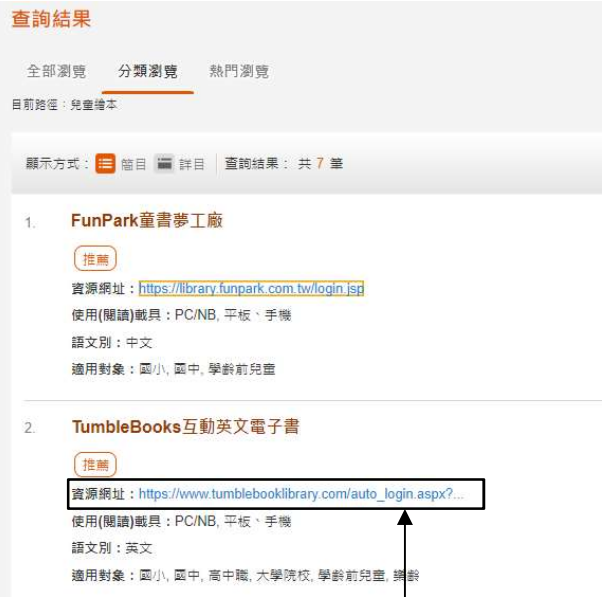 查詢結果
全部瀏覽 分類瀏覽 熱門瀏覽
目前路徑：兒童繪本
顯示方式： 簡目 詳目 查詢結果： 共 7 筆
1. FunPark童書夢工廠
推薦
資源網址：https://library.funpark.com.tw/login.jsp
使用(閱讀)載具：PC/NB, 平板、手機
語文別：中文
適用對象：國小, 國中, 學齡前兒童
2. TumbleBooks互動英文電子書
推薦
資源網址：https://www.tumblebooklibrary.com/auto_login.aspx?...
使用(閱讀)載具：PC/NB, 平板、手機
語文別：英文
適用對象：國小, 國中, 高中職, 大學院校, 學齡前兒童, 樂齡